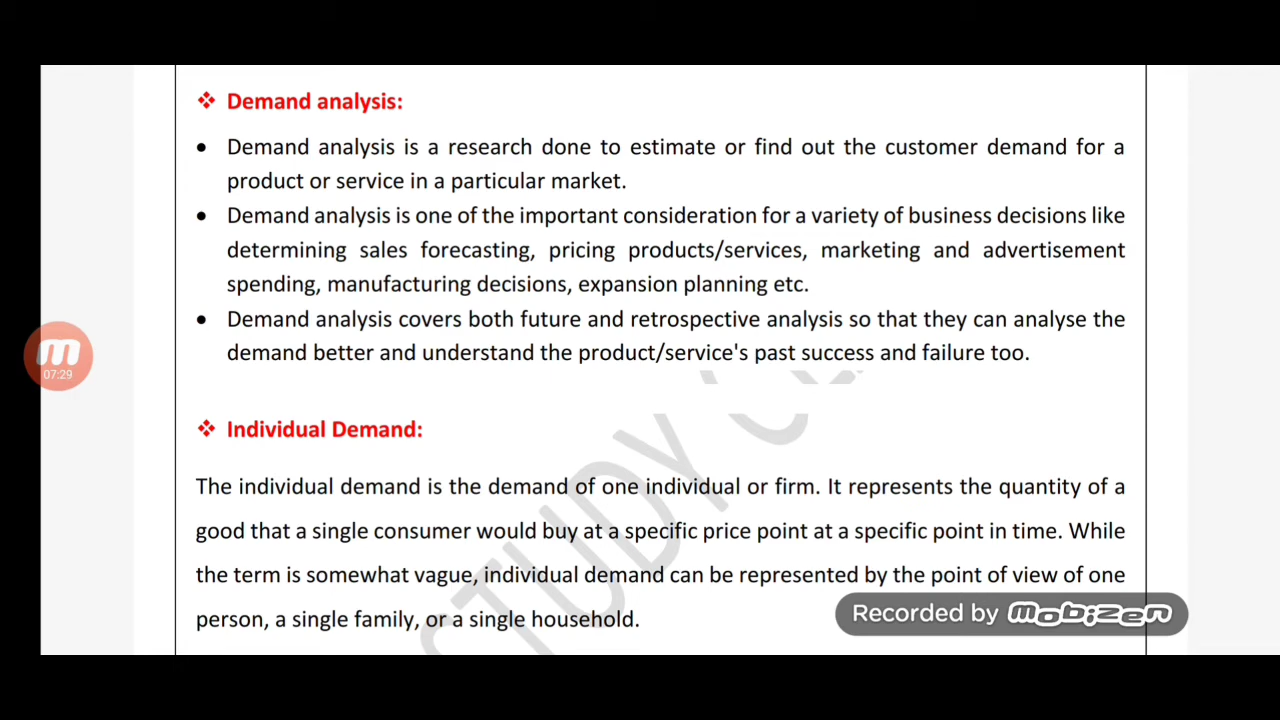 Demand analysis:
Demand analysis is a research done to estimate or find out the customer demand for a
product or service in a particular market.
Demand analysis is one of the important consideration for a variety of business decisions like
determining sales forecasting, pricing products/services, marketing and advertisement
spending, manufacturing decisions, expansion planning etc.
Demand analysis covers both future and retrospective analysis so that they can analyse the
demand better and understand the product/service's past success and failure too.
Individual Demand:
The individual demand is the demand of one individual or firm. It represents the quantity of a
good that a single consumer would buy at a specific price point at a specific point in time. While
the term is somewhat vague, individual demand can be represented by the point of view of one
person, a single family, or a single household.
STUDY
m
07:29
Recorded by mobizen